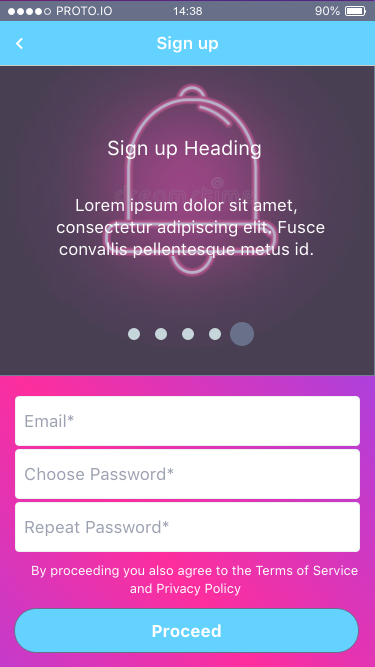 PROTO.IO 14:38 90%
Sign up
Sign up Heading
dreamstime
Lorem ipsum dolor sit amet,
consectetur adipiscing elit. Fusce
convallis pellentesque metus id.
Email*
Choose Password*
Repeat Password*
By proceeding you also agree to the Terms of Service
and Privacy Policy
Proceed